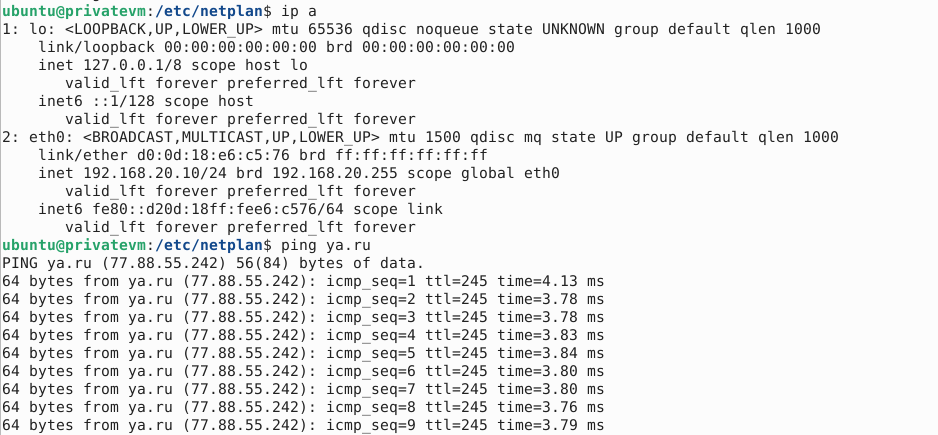 ubuntu@privatevm:/etc/netplan$ ip a
1: lo: <LOOPBACK,UP,LOWER_UP> mtu 65536 qdisc noqueue state UNKNOWN group default qlen 1000
    link/loopback 00:00:00:00:00:00 brd 00:00:00:00:00:00
    inet 127.0.0.1/8 scope host lo
       valid_lft forever preferred_lft forever
    inet6 ::1/128 scope host
       valid_lft forever preferred_lft forever
2: eth0: <BROADCAST,MULTICAST,UP,LOWER_UP> mtu 1500 qdisc mq state UP group default qlen 1000
    link/ether d0:0d:18:e6:c5:76 brd ff:ff:ff:ff:ff:ff
    inet 192.168.20.10/24 brd 192.168.20.255 scope global eth0
       valid_lft forever preferred_lft forever
    inet6 fe80::d20d:18ff:fee6:c576/64 scope link
       valid_lft forever preferred_lft forever
ubuntu@privatevm:/etc/netplan$ ping ya.ru
PING ya.ru (77.88.55.242) 56(84) bytes of data.
64 bytes from ya.ru (77.88.55.242): icmp_seq=1 ttl=245 time=4.13 ms
64 bytes from ya.ru (77.88.55.242): icmp_seq=2 ttl=245 time=3.78 ms
64 bytes from ya.ru (77.88.55.242): icmp_seq=3 ttl=245 time=3.78 ms
64 bytes from ya.ru (77.88.55.242): icmp_seq=4 ttl=245 time=3.83 ms
64 bytes from ya.ru (77.88.55.242): icmp_seq=5 ttl=245 time=3.84 ms
64 bytes from ya.ru (77.88.55.242): icmp_seq=6 ttl=245 time=3.80 ms
64 bytes from ya.ru (77.88.55.242): icmp_seq=7 ttl=245 time=3.80 ms
64 bytes from ya.ru (77.88.55.242): icmp_seq=8 ttl=245 time=3.76 ms
64 bytes from ya.ru (77.88.55.242): icmp_seq=9 ttl=245 time=3.79 ms